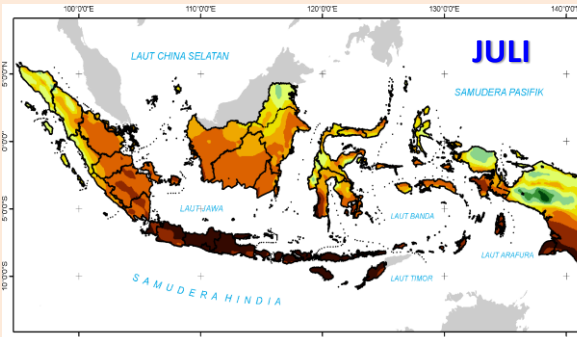 100°0'0"E 110°0'0"E 120°0'0"E 130°0'0"E 140°0'0"E
JULI
LAUT CHINA SELATAN
SAMUDERA PASIFIK
5°0'0"N
0°0'0"
5°0'0"S
10°0'0"S
LAUT JAWA
LAUT BANDA
LAUT ARAFURA
LAUT TIMOR
SAMUDERA HINDIA